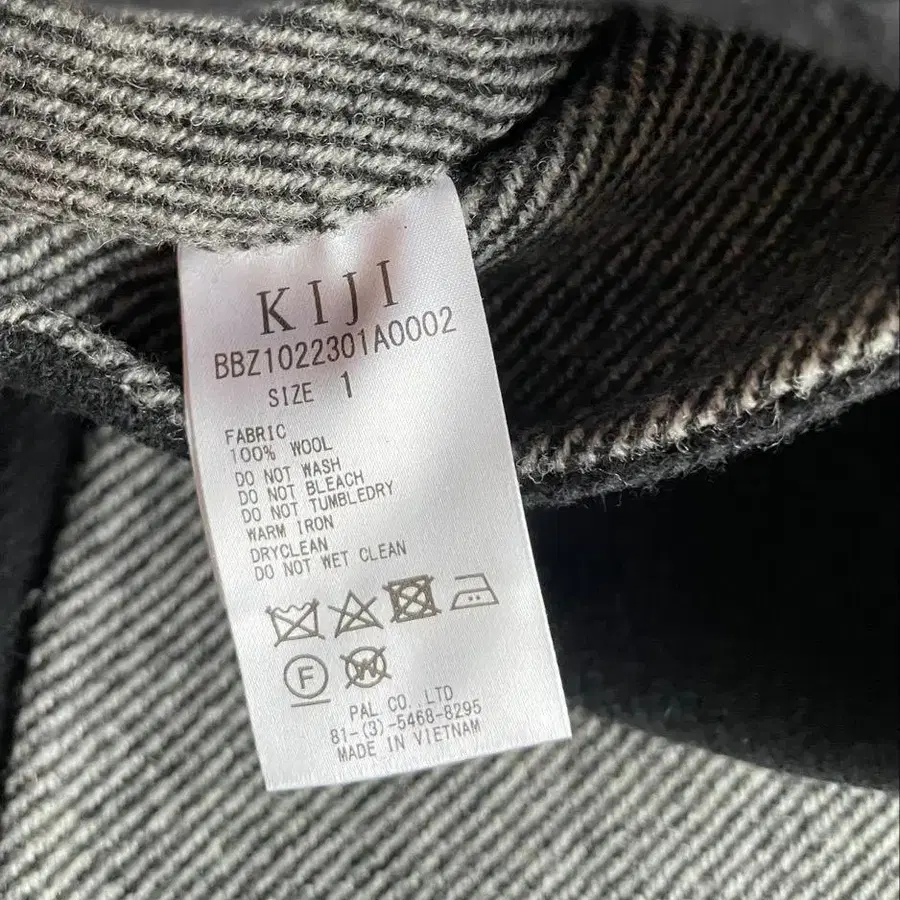 KIJI
BBZ1022301A0002
SIZE 1
FABRIC
100% WOOL
DO NOT WASH
DO NOT BLEACH
DO NOT TUMBLEDRY
WARM IRON
DRYCLEAN
DO NOT WET CLEAN
F W
PAL CO.,LTD
81-(3)-5468-8295
MADE IN VIETNAM